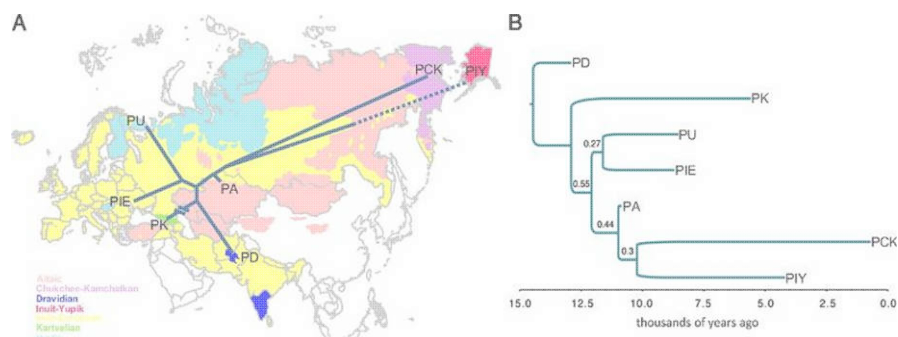 A
B
PCK
PIY
PU
PA
PIE
PK
PD
Altaic
Chukchee-Kamchatkan
Dravidian
Inuit-Yupik
Kartvelian
PD
PK
PU
0.27
PIE
0.55
PA
0.44
PCK
0.3
PIY
15.0 12.5 10.0 7.5 5.0 2.5 0.0
thousands of years ago